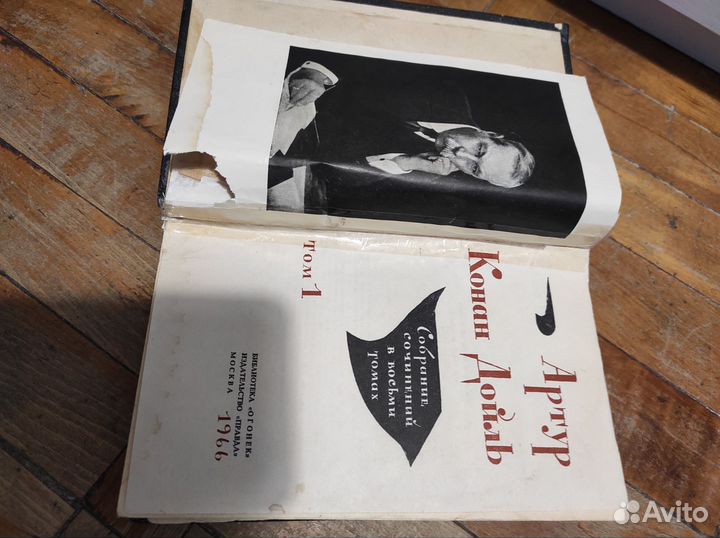 Артур
Конан Дойль
Собрание
сочинений
в восьми
томах
Том 1
БИБЛИОТЕКА «ОГОНЕК»
ИЗДАТЕЛЬСТВО «ПРАВДА»
МОСКВА 1966
Avito